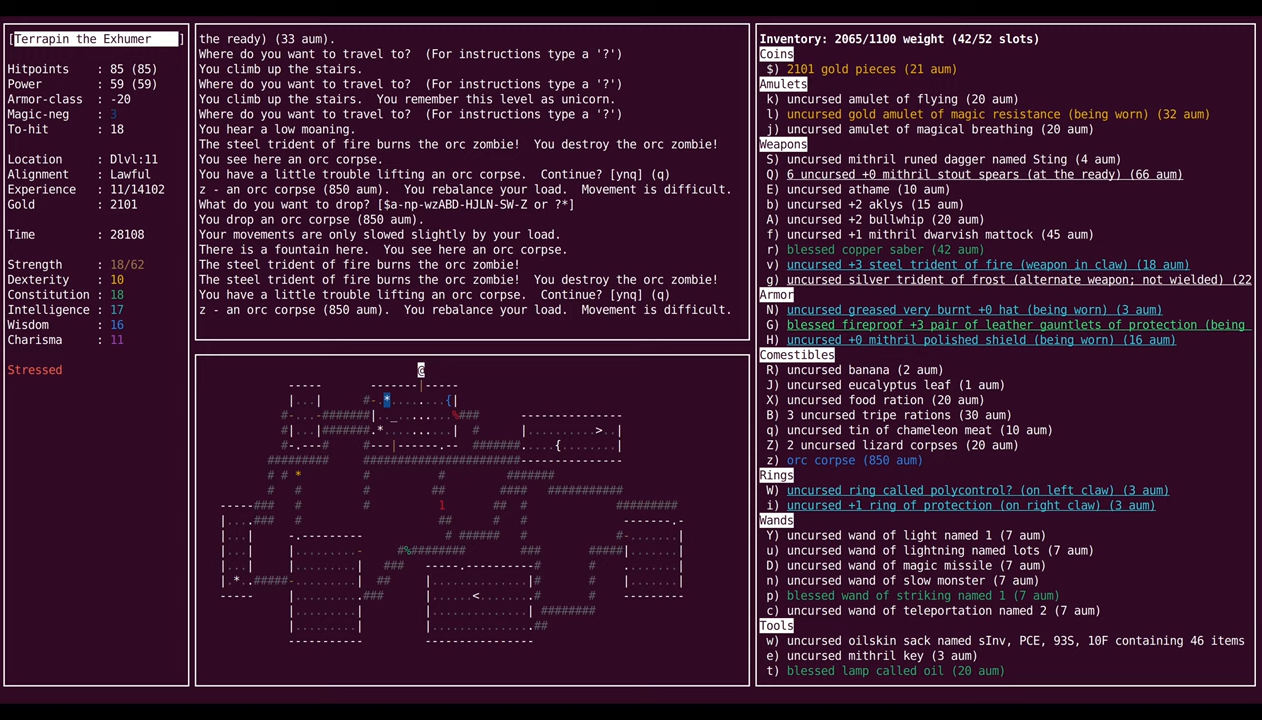 [Terrapin the Exhumer ]
Hitpoints : 85 (85)
Power : 59 (59)
Armor-class : -20
Magic-neg : 3
To-hit : 18
Location : Dlvl:11
Alignment : Lawful
Experience : 11/14102
Gold : 2101
Time : 28108
Strength : 18/62
Dexterity : 10
Constitution : 18
Intelligence : 17
Wisdom : 16
Charisma : 11
Stressed
the ready) (33 aum).
Where do you want to travel to?  (For instructions type a '?')
You climb up the stairs.
Where do you want to travel to?  (For instructions type a '?')
You climb up the stairs.  You remember this level as unicorn.
Where do you want to travel to?  (For instructions type a '?')
You hear a low moaning.
The steel trident of fire burns the orc zombie!  You destroy the orc zombie!
You see here an orc corpse.
You have a little trouble lifting an orc corpse.  Continue? [ynq] (q)
z - an orc corpse (850 aum).  You rebalance your load.  Movement is difficult.
What do you want to drop? [$a-np-wzABD-HJLN-SW-Z or ?*]
You drop an orc corpse (850 aum).
Your movements are only slowed slightly by your load.
There is a fountain here.  You see here an orc corpse.
The steel trident of fire burns the orc zombie!
The steel trident of fire burns the orc zombie!  You destroy the orc zombie!
You have a little trouble lifting an orc corpse.  Continue? [ynq] (q)
z - an orc corpse (850 aum).  You rebalance your load.  Movement is difficult.
Inventory: 2065/1100 weight (42/52 slots)
Coins
$) 2101 gold pieces (21 aum)
Amulets
k) uncursed amulet of flying (20 aum)
l) uncursed gold amulet of magic resistance (being worn) (32 aum)
j) uncursed amulet of magical breathing (20 aum)
Weapons
S) uncursed mithril runed dagger named Sting (4 aum)
Q) 6 uncursed +0 mithril stout spears (at the ready) (66 aum)
E) uncursed athame (10 aum)
b) uncursed +2 aklys (15 aum)
A) uncursed +2 bullwhip (20 aum)
f) uncursed +1 mithril dwarvish mattock (45 aum)
r) blessed copper saber (42 aum)
v) uncursed +3 steel trident of fire (weapon in claw) (18 aum)
g) uncursed silver trident of frost (alternate weapon; not wielded) (22
Armor
N) uncursed greased very burnt +0 hat (being worn) (3 aum)
G) blessed fireproof +3 pair of leather gauntlets of protection (being
H) uncursed +0 mithril polished shield (being worn) (16 aum)
Comestibles
R) uncursed banana (2 aum)
J) uncursed eucalyptus leaf (1 aum)
X) uncursed food ration (20 aum)
B) 3 uncursed tripe rations (30 aum)
q) uncursed tin of chameleon meat (10 aum)
Z) 2 uncursed lizard corpses (20 aum)
z) orc corpse (850 aum)
Rings
W) uncursed ring called polycontrol? (on left claw) (3 aum)
i) uncursed +1 ring of protection (on right claw) (3 aum)
Wands
Y) uncursed wand of light named 1 (7 aum)
u) uncursed wand of lightning named lots (7 aum)
D) uncursed wand of magic missile (7 aum)
n) uncursed wand of slow monster (7 aum)
p) blessed wand of striking named 1 (7 aum)
c) uncursed wand of teleportation named 2 (7 aum)
Tools
w) uncursed oilskin sack named sInv, PCE, 93S, 10F containing 46 items
e) uncursed mithril key (3 aum)
t) blessed lamp called oil (20 aum)